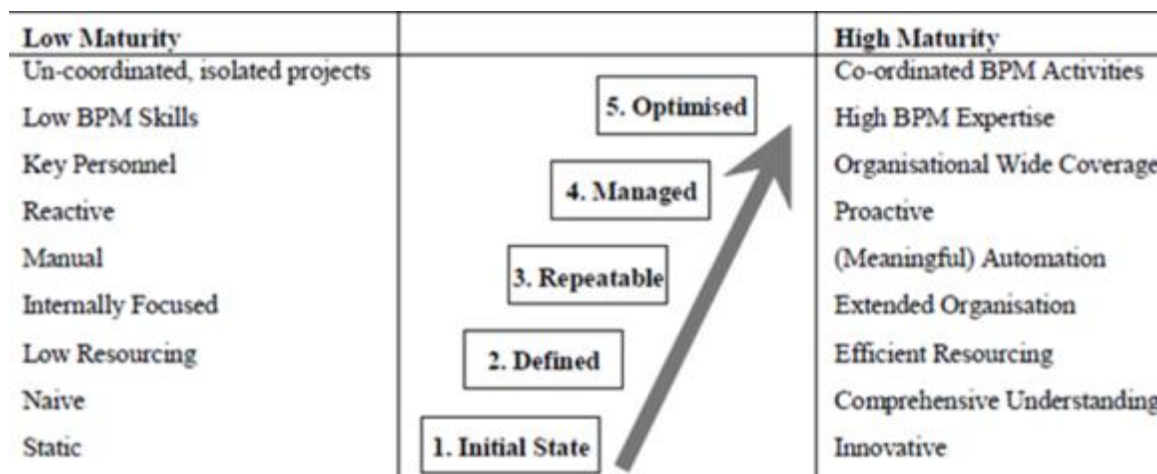 Low Maturity
High Maturity
Un-coordinated, isolated projects
Co-ordinated BPM Activities
5. Optimised
Low BPM Skills
High BPM Expertise
Key Personnel
Organisational Wide Coverage
4. Managed
Reactive
Proactive
Manual
(Meaningful) Automation
3. Repeatable
Internally Focused
Extended Organisation
Low Resourcing
2. Defined
Efficient Resourcing
Naive
Comprehensive Understanding
Static
1. Initial State
Innovative